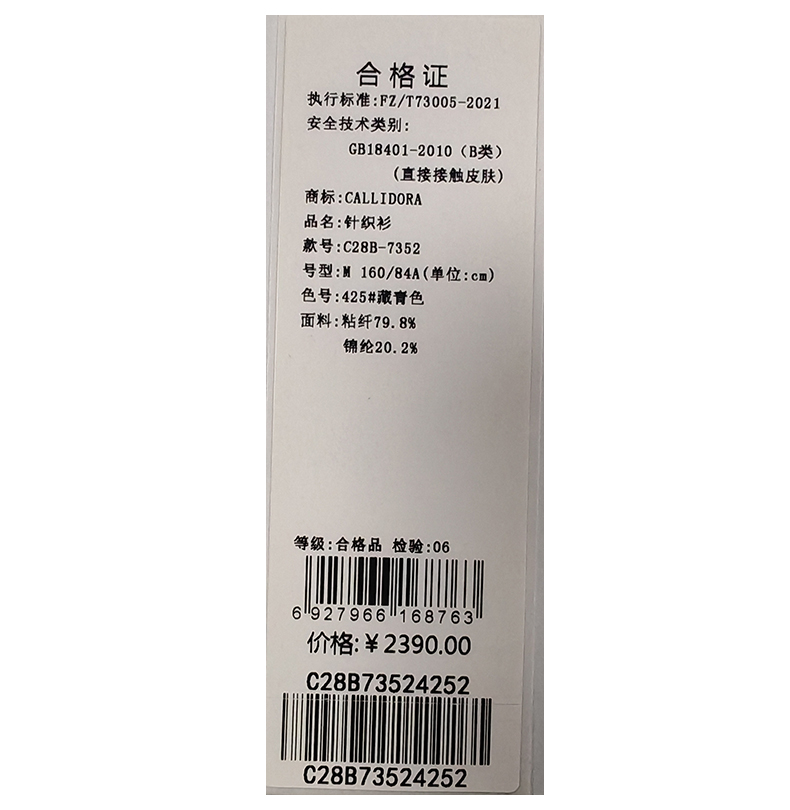 合格证
执行标准:FZ/T73005-2021
安全技术类别:
GB18401-2010（B类）
(直接接触皮肤)
商标:CALLIDORA
品名:针织衫
款号:C28B-7352
号型:M 160/84A(单位:cm)
色号:425#藏青色
面料:粘纤79.8%
锦纶20.2%
等级:合格品 检验:06
6 927966 168763
价格:¥2390.00
C28B73524252
C28B73524252